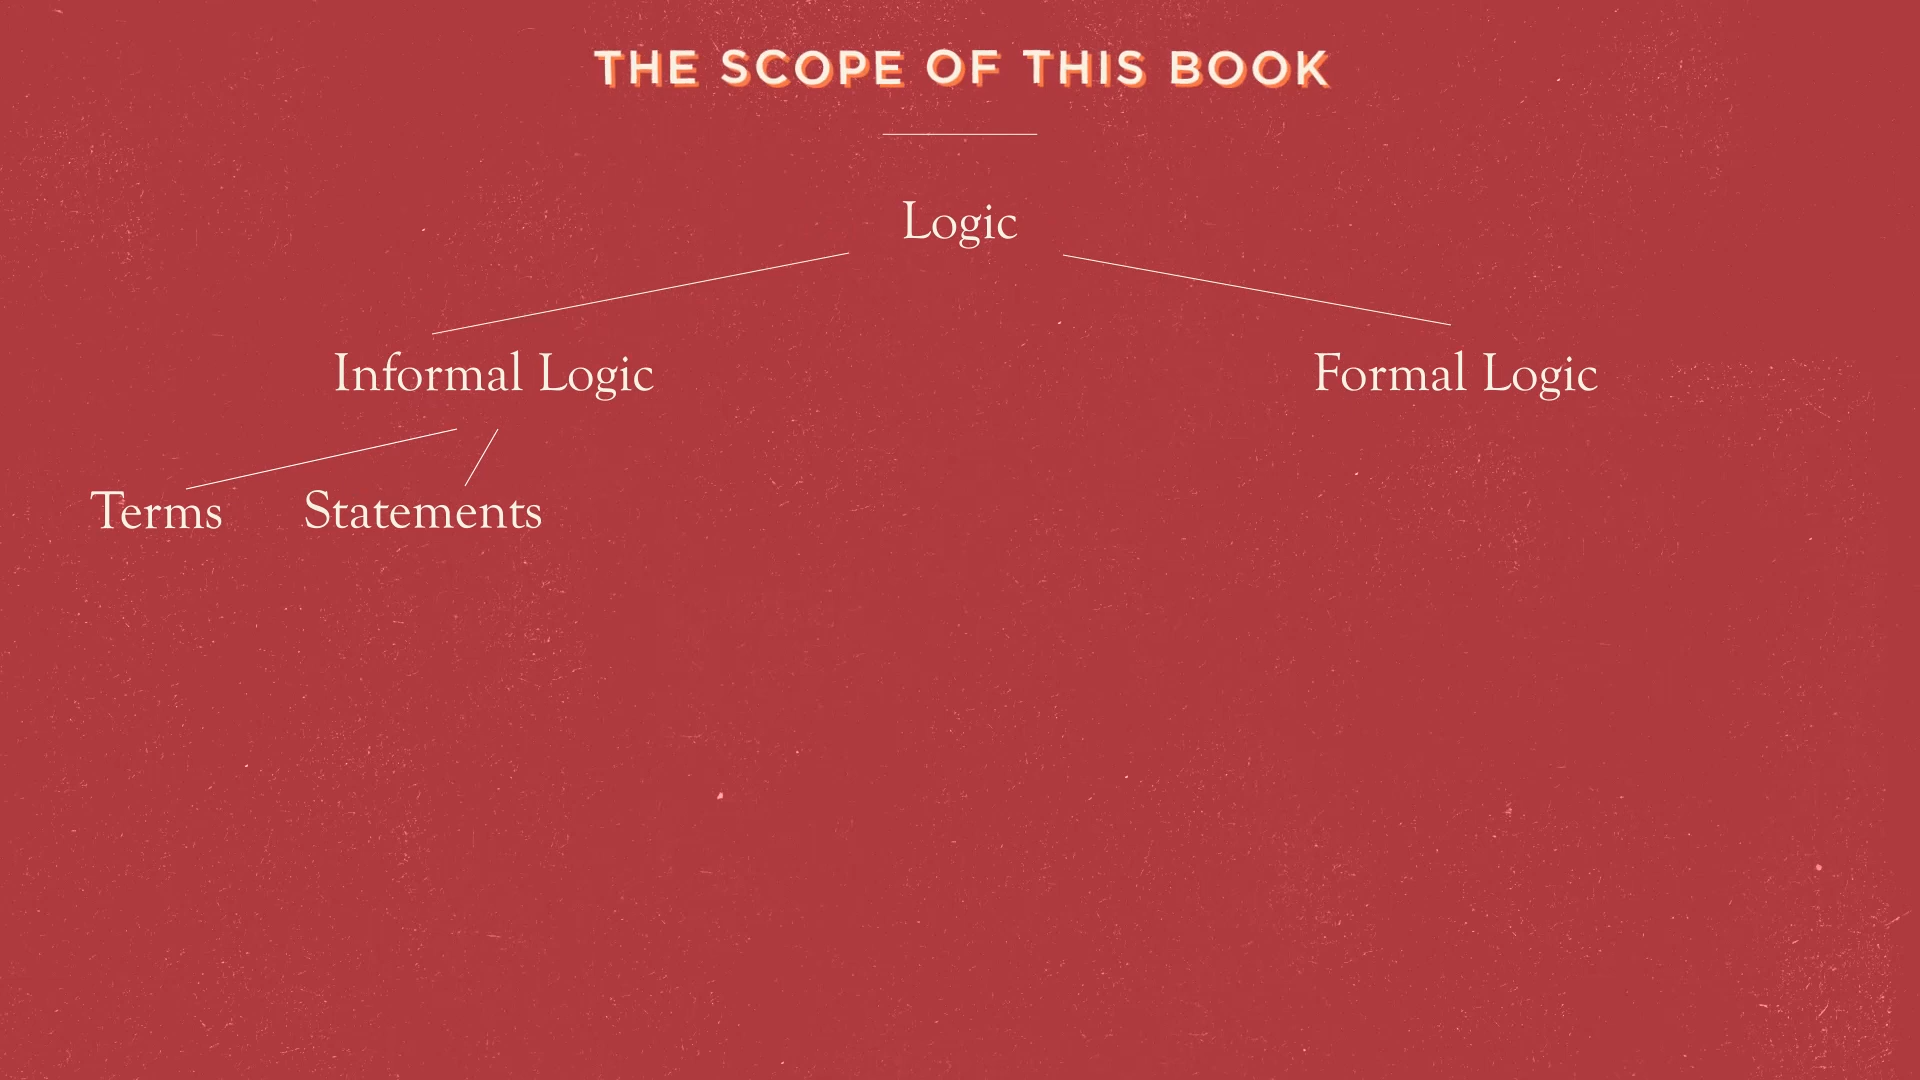 THE SCOPE OF THIS BOOK
Logic
Informal Logic
Formal Logic
Terms
Statements